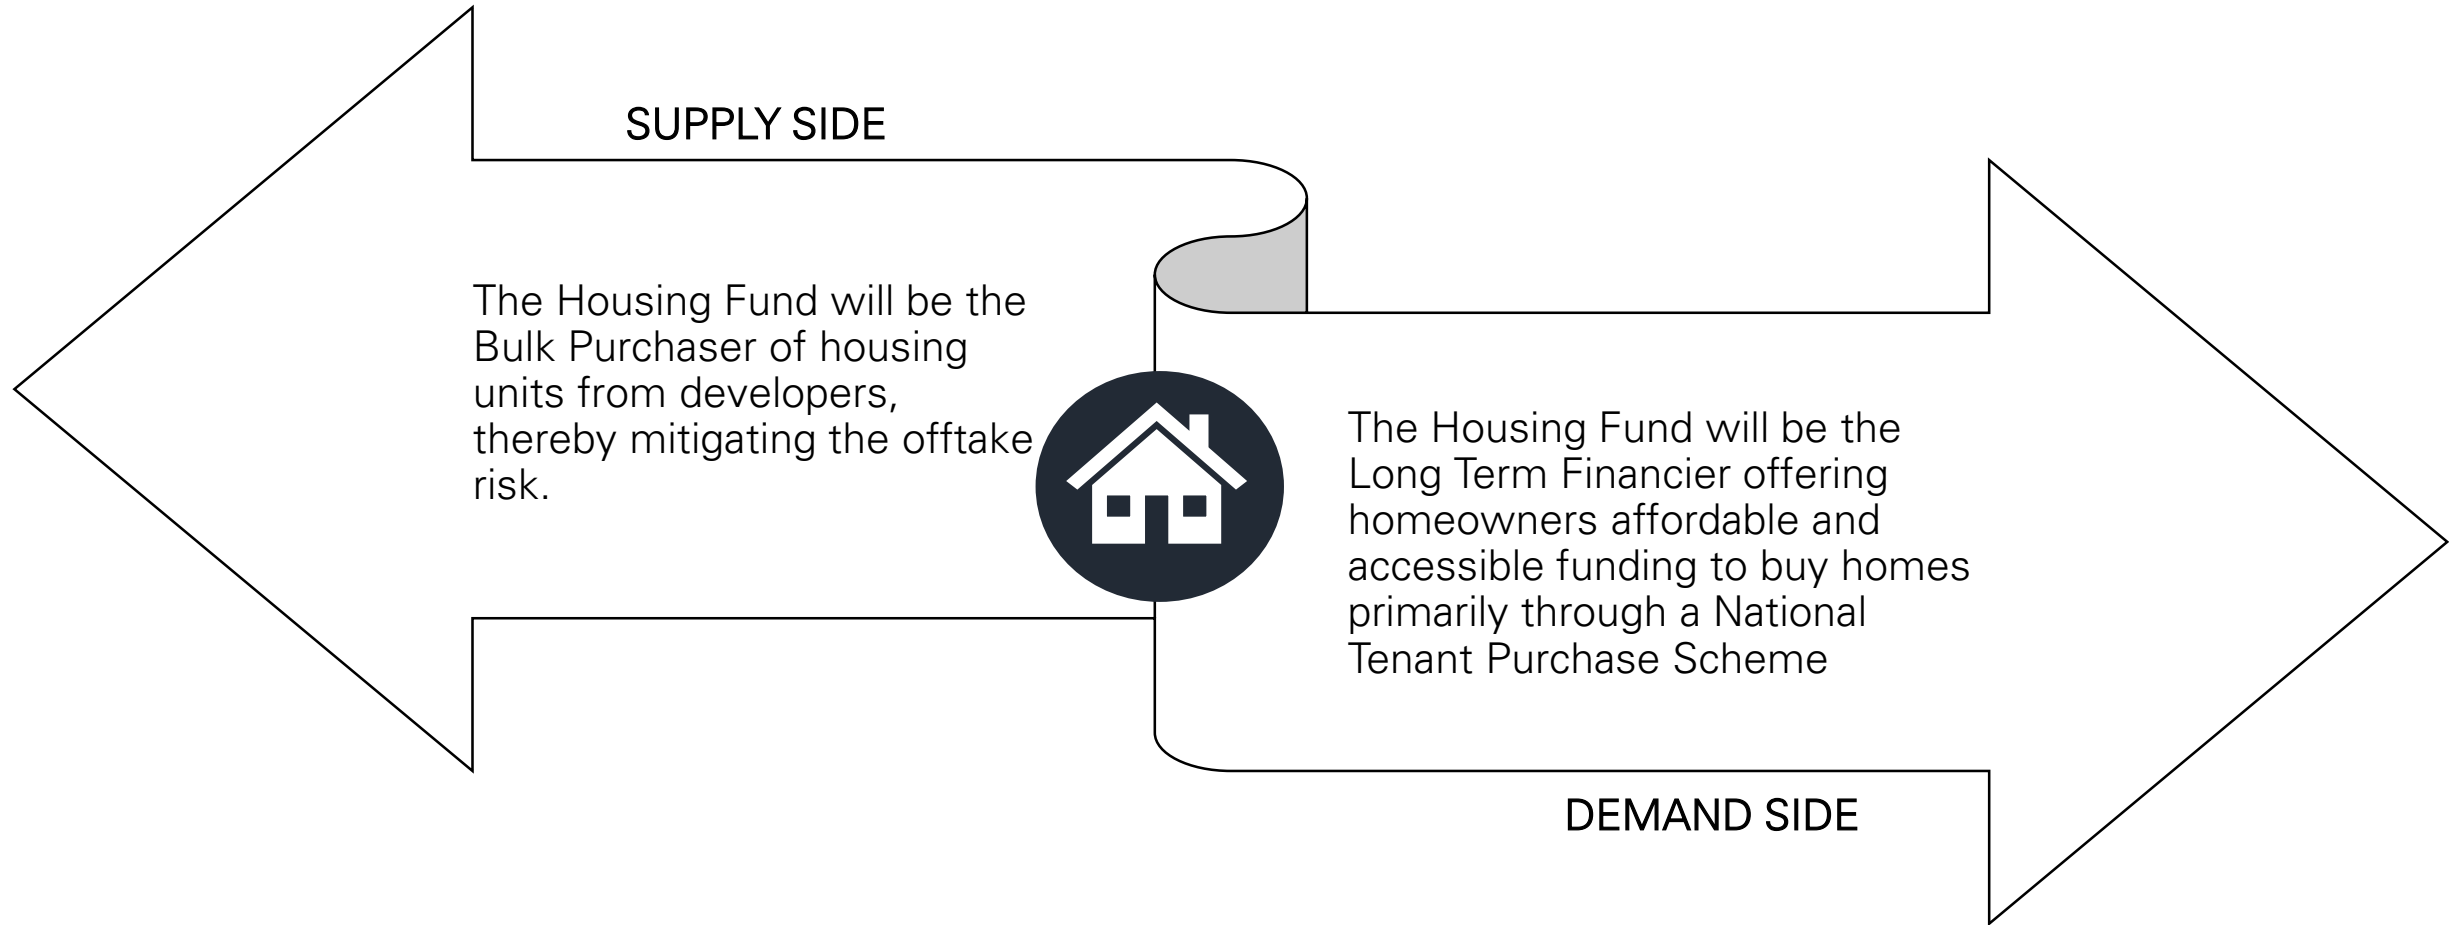 SUPPLY SIDE
The Housing Fund will be the
Bulk Purchaser of housing
units from developers,
thereby mitigating the offtake
risk.
The Housing Fund will be the
Long Term Financier offering
homeowners affordable and
accessible funding to buy homes
primarily through a National
Tenant Purchase Scheme
DEMAND SIDE